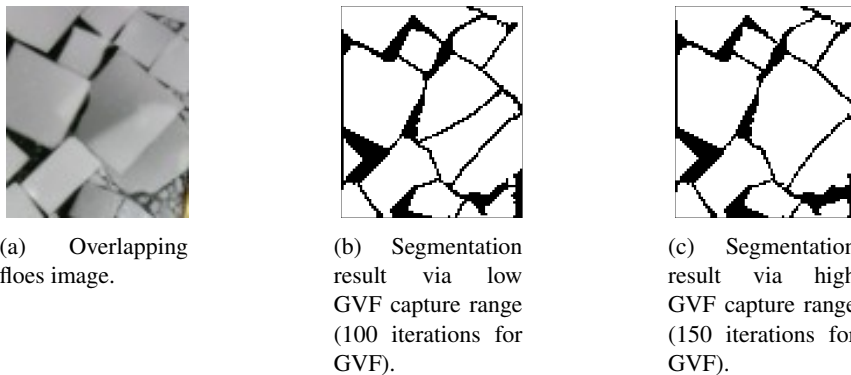 (a) Overlapping
floes image.
(b) Segmentation
result via low
GVF capture range
(100 iterations for
GVF).
(c) Segmentation
result via high
GVF capture range
(150 iterations for
GVF).